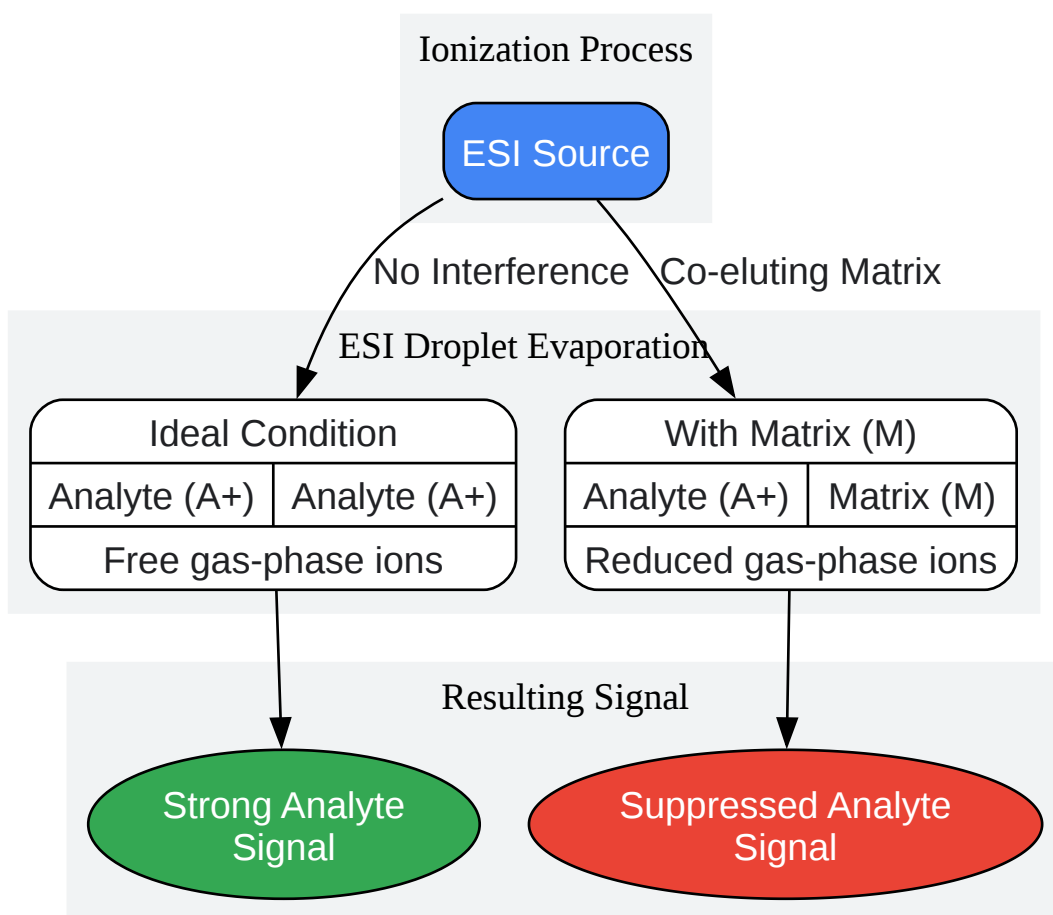 Ionization Process
ESI Source
No Interference
Co-eluting Matrix
ESI Droplet Evaporation
Ideal Condition
Analyte (A+)
Analyte (A+)
Free gas-phase ions
With Matrix (M)
Analyte (A+)
Matrix (M)
Reduced gas-phase ions
Resulting Signal
Strong Analyte
Signal
Suppressed Analyte
Signal